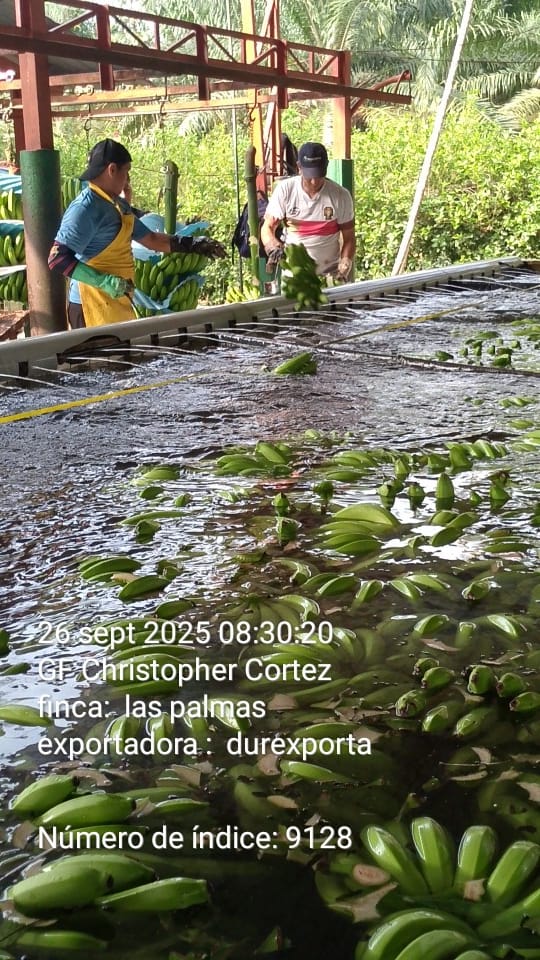 26 sept 2025 08:30:20
GF Christopher Cortez
finca:  las palmas
exportadora :  durexporta
Número de índice: 9128